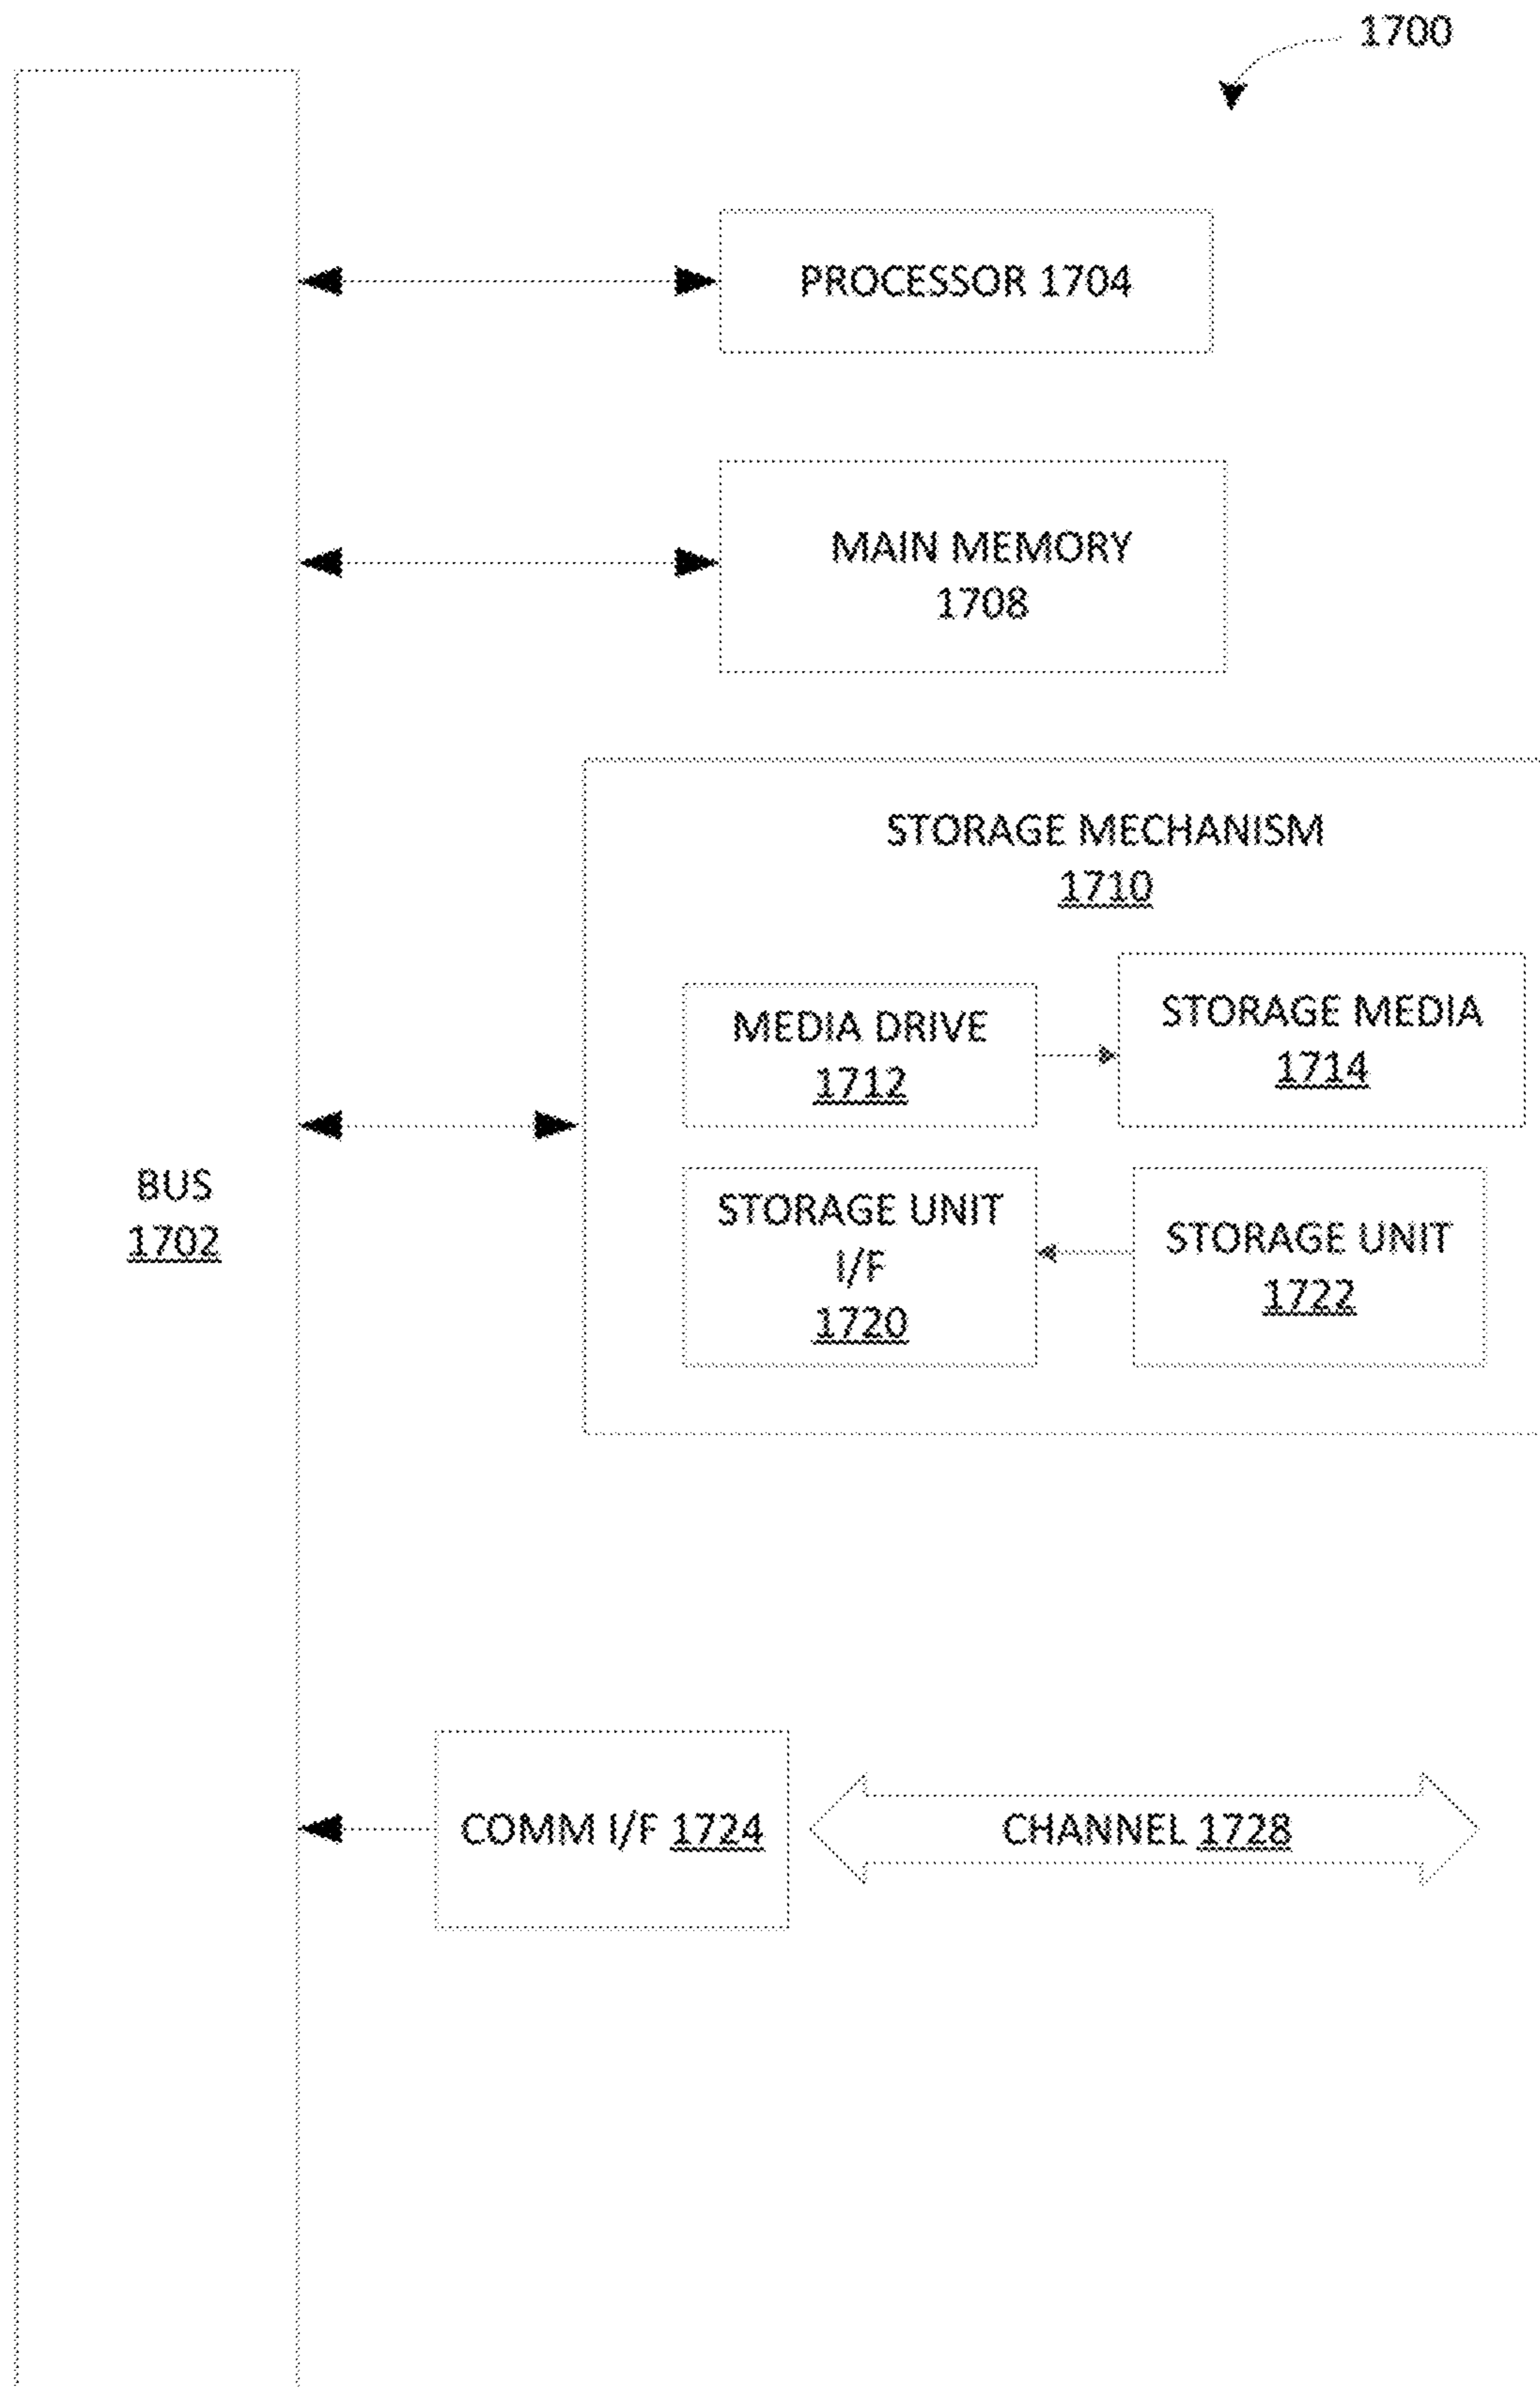 1700
PROCESSOR 1704
MAIN MEMORY
1708
STORAGE MECHANISM
1710
MEDIA DRIVE
1712
STORAGE MEDIA
1714
BUS
1702
STORAGE UNIT
I/F
1720
STORAGE UNIT
1722
COMM I/F 1724
CHANNEL 1728